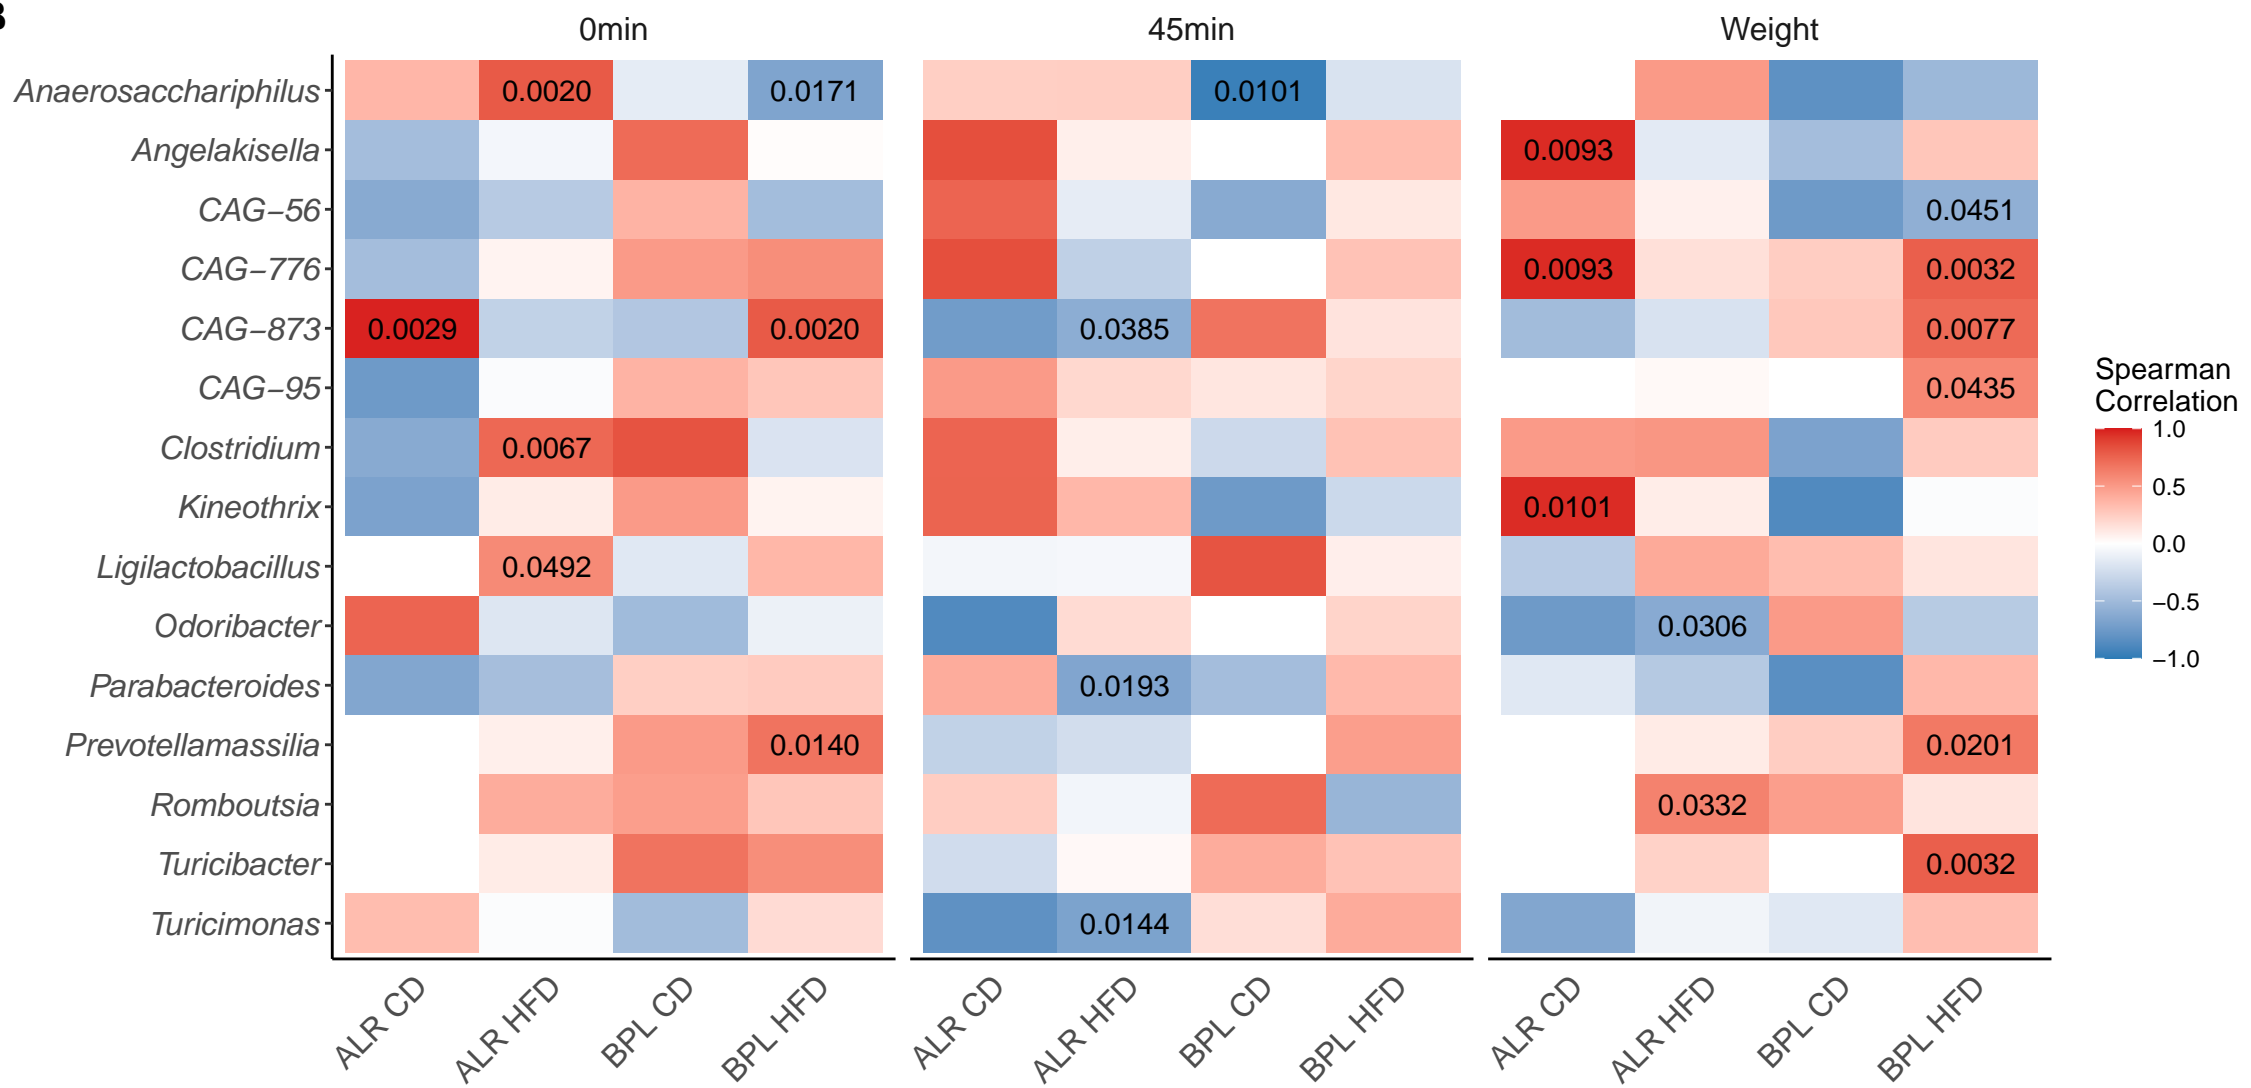 B
0min 45min Weight
Anaerosacchariphilus 0.0020 0.0171 0.0101
Angelakisella 0.0093
CAG−56 0.0451
CAG−776 0.0093 0.0032
CAG−873 0.0029 0.0020 0.0385 0.0077
CAG−95 0.0435
Clostridium 0.0067
Kineothrix 0.0101
Ligilactobacillus 0.0492
Odoribacter 0.0306
Parabacteroides 0.0193
Prevotellamassilia 0.0140 0.0201
Romboutsia 0.0332
Turicibacter 0.0032
Turicimonas 0.0144
ALR CD ALR HFD BPL CD BPL HFD ALR CD ALR HFD BPL CD BPL HFD ALR CD ALR HFD BPL CD BPL HFD
Spearman
Correlation
1.0
0.5
0.0
−0.5
−1.0